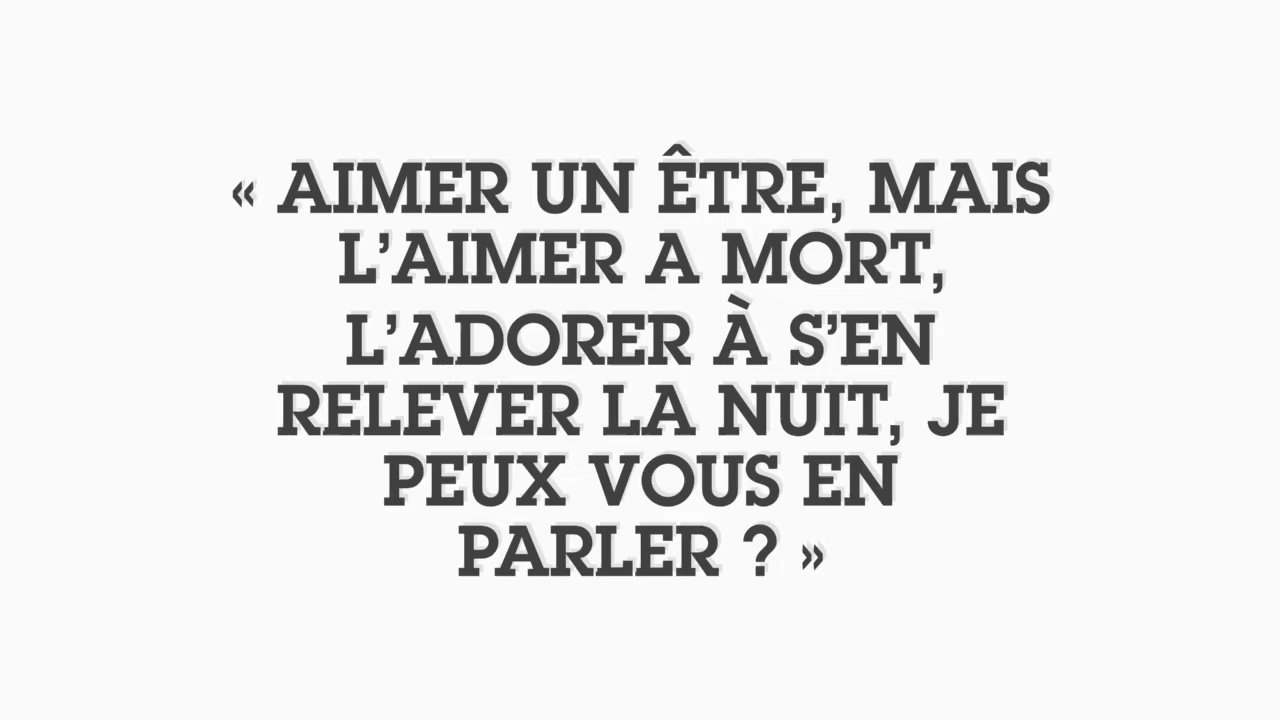 « AIMER UN ÊTRE, MAIS
L’AIMER A MORT,
L’ADORER À S’EN
RELEVER LA NUIT, JE
PEUX VOUS EN
PARLER ? »